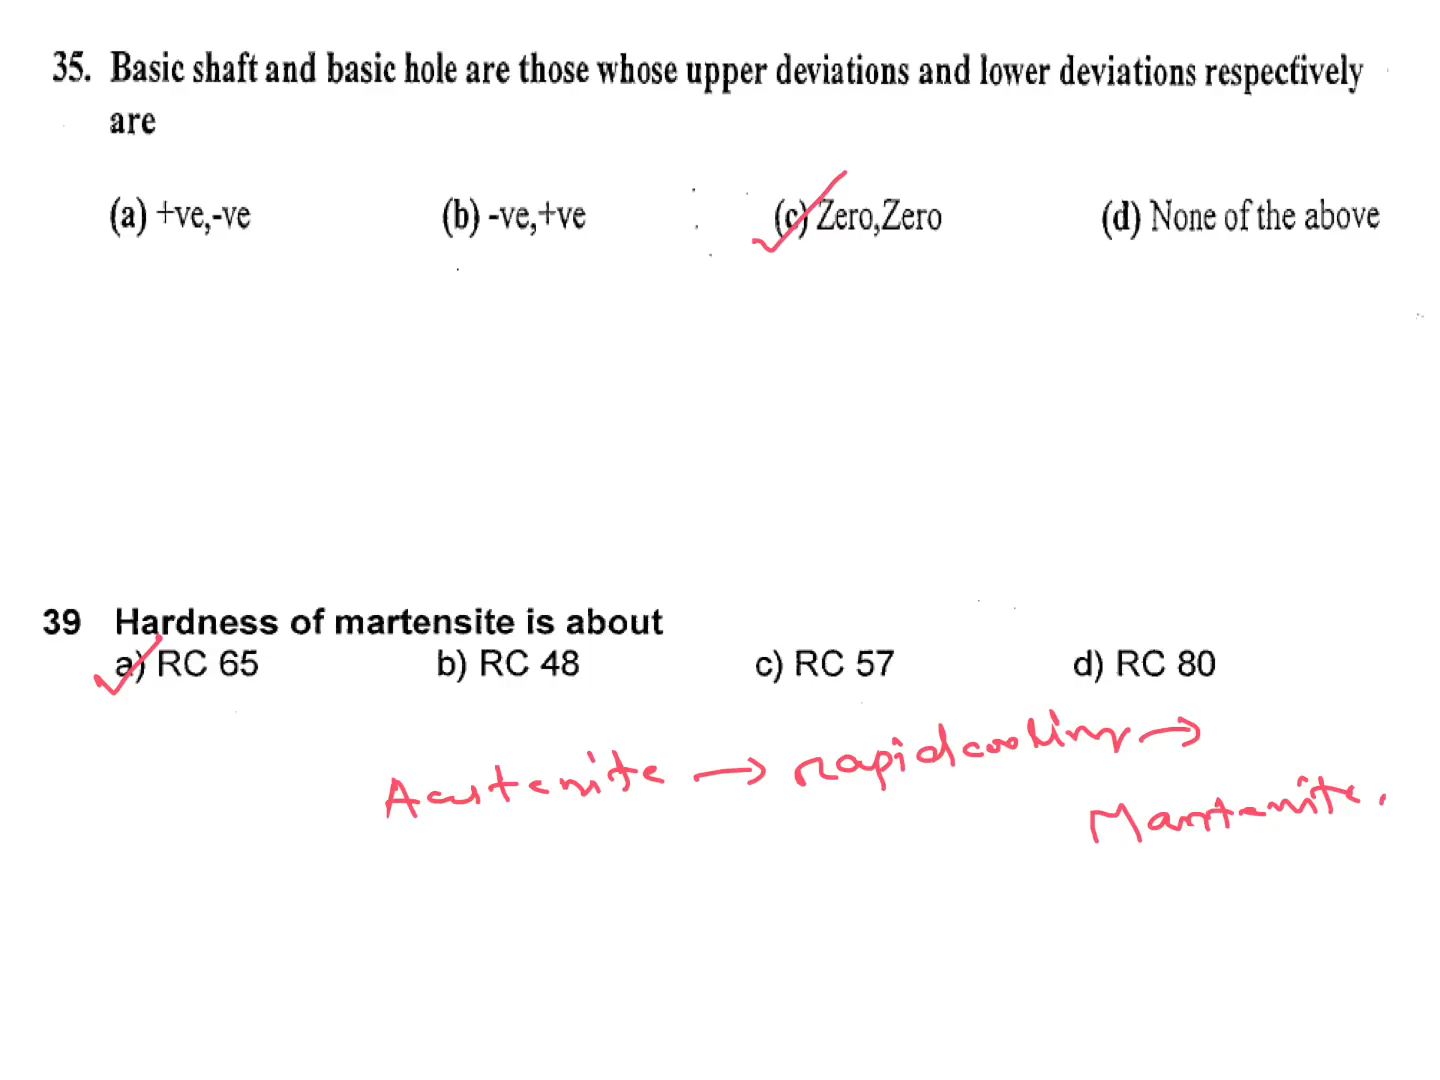 35. Basic shaft and basic hole are those whose upper deviations and lower deviations respectively
are
(a) +ve,-ve (b) -ve,+ve (c) Zero,Zero (d) None of the above
39 Hardness of martensite is about
a) RC 65 b) RC 48 c) RC 57 d) RC 80
Austenite → rapid cooling →
Martenite.